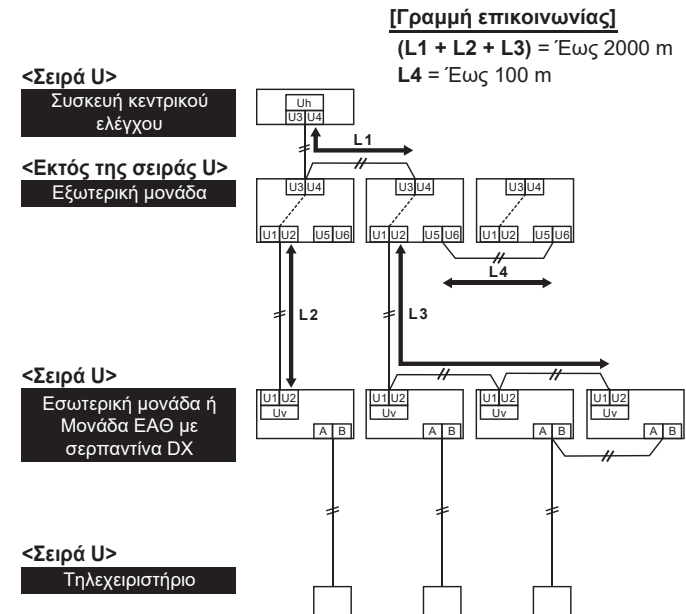 [Γραμμή επικοινωνίας]
(L1 + L2 + L3) = Έως 2000 m
L4 = Έως 100 m
<Σειρά U>
Συσκευή κεντρικού
ελέγχου
Uh
U3 U4
L1
<Εκτός της σειράς U>
Εξωτερική μονάδα
U3 U4 U3 U4 U3 U4
U1 U2 U5 U6 U1 U2 U5 U6 U1 U2 U5 U6
L4
L2 L3
<Σειρά U>
Εσωτερική μονάδα ή
Μονάδα ΕΑΘ με
σερπαντίνα DX
U1 U2 U1 U2 U1 U2 U1 U2
Uv Uv Uv Uv
A B A B A B A B
<Σειρά U>
Τηλεχειριστήριο